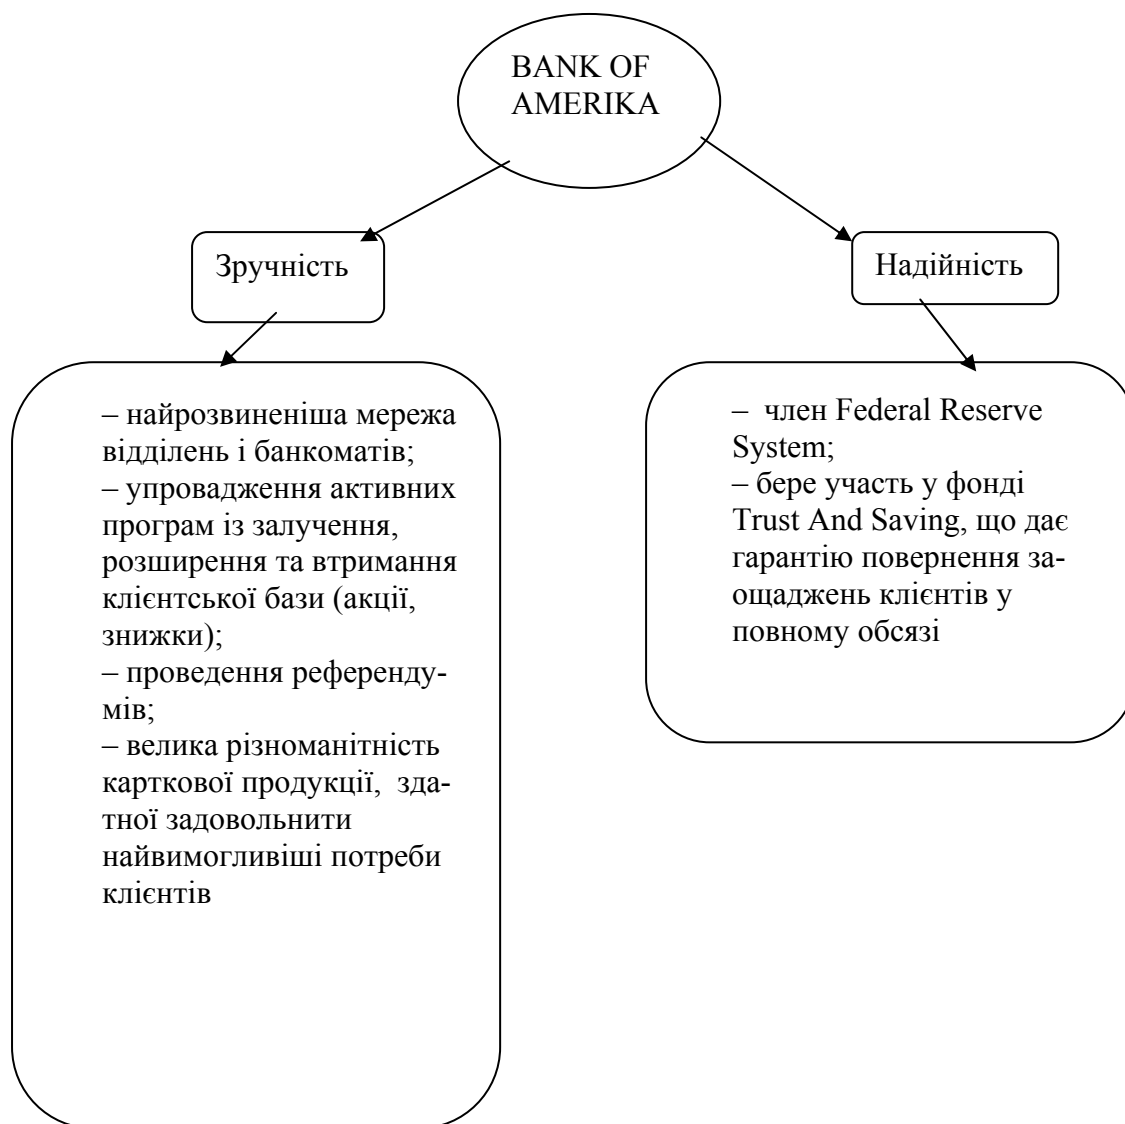 BANK OF
AMERIKA
Зручність
Надійність
– найрозвиненіша мережа
відділень і банкоматів;
– упровадження активних
програм із залучення,
розширення та втримання
клієнтської бази (акції,
знижки);
– проведення референду-
мів;
– велика різноманітність
карткової продукції, зда-
тної задовольнити
найвимогливіші потреби
клієнтів
– член Federal Reserve
System;
– бере участь у фонді
Trust And Saving, що дає
гарантію повернення за-
ощаджень клієнтів у
повному обсязі